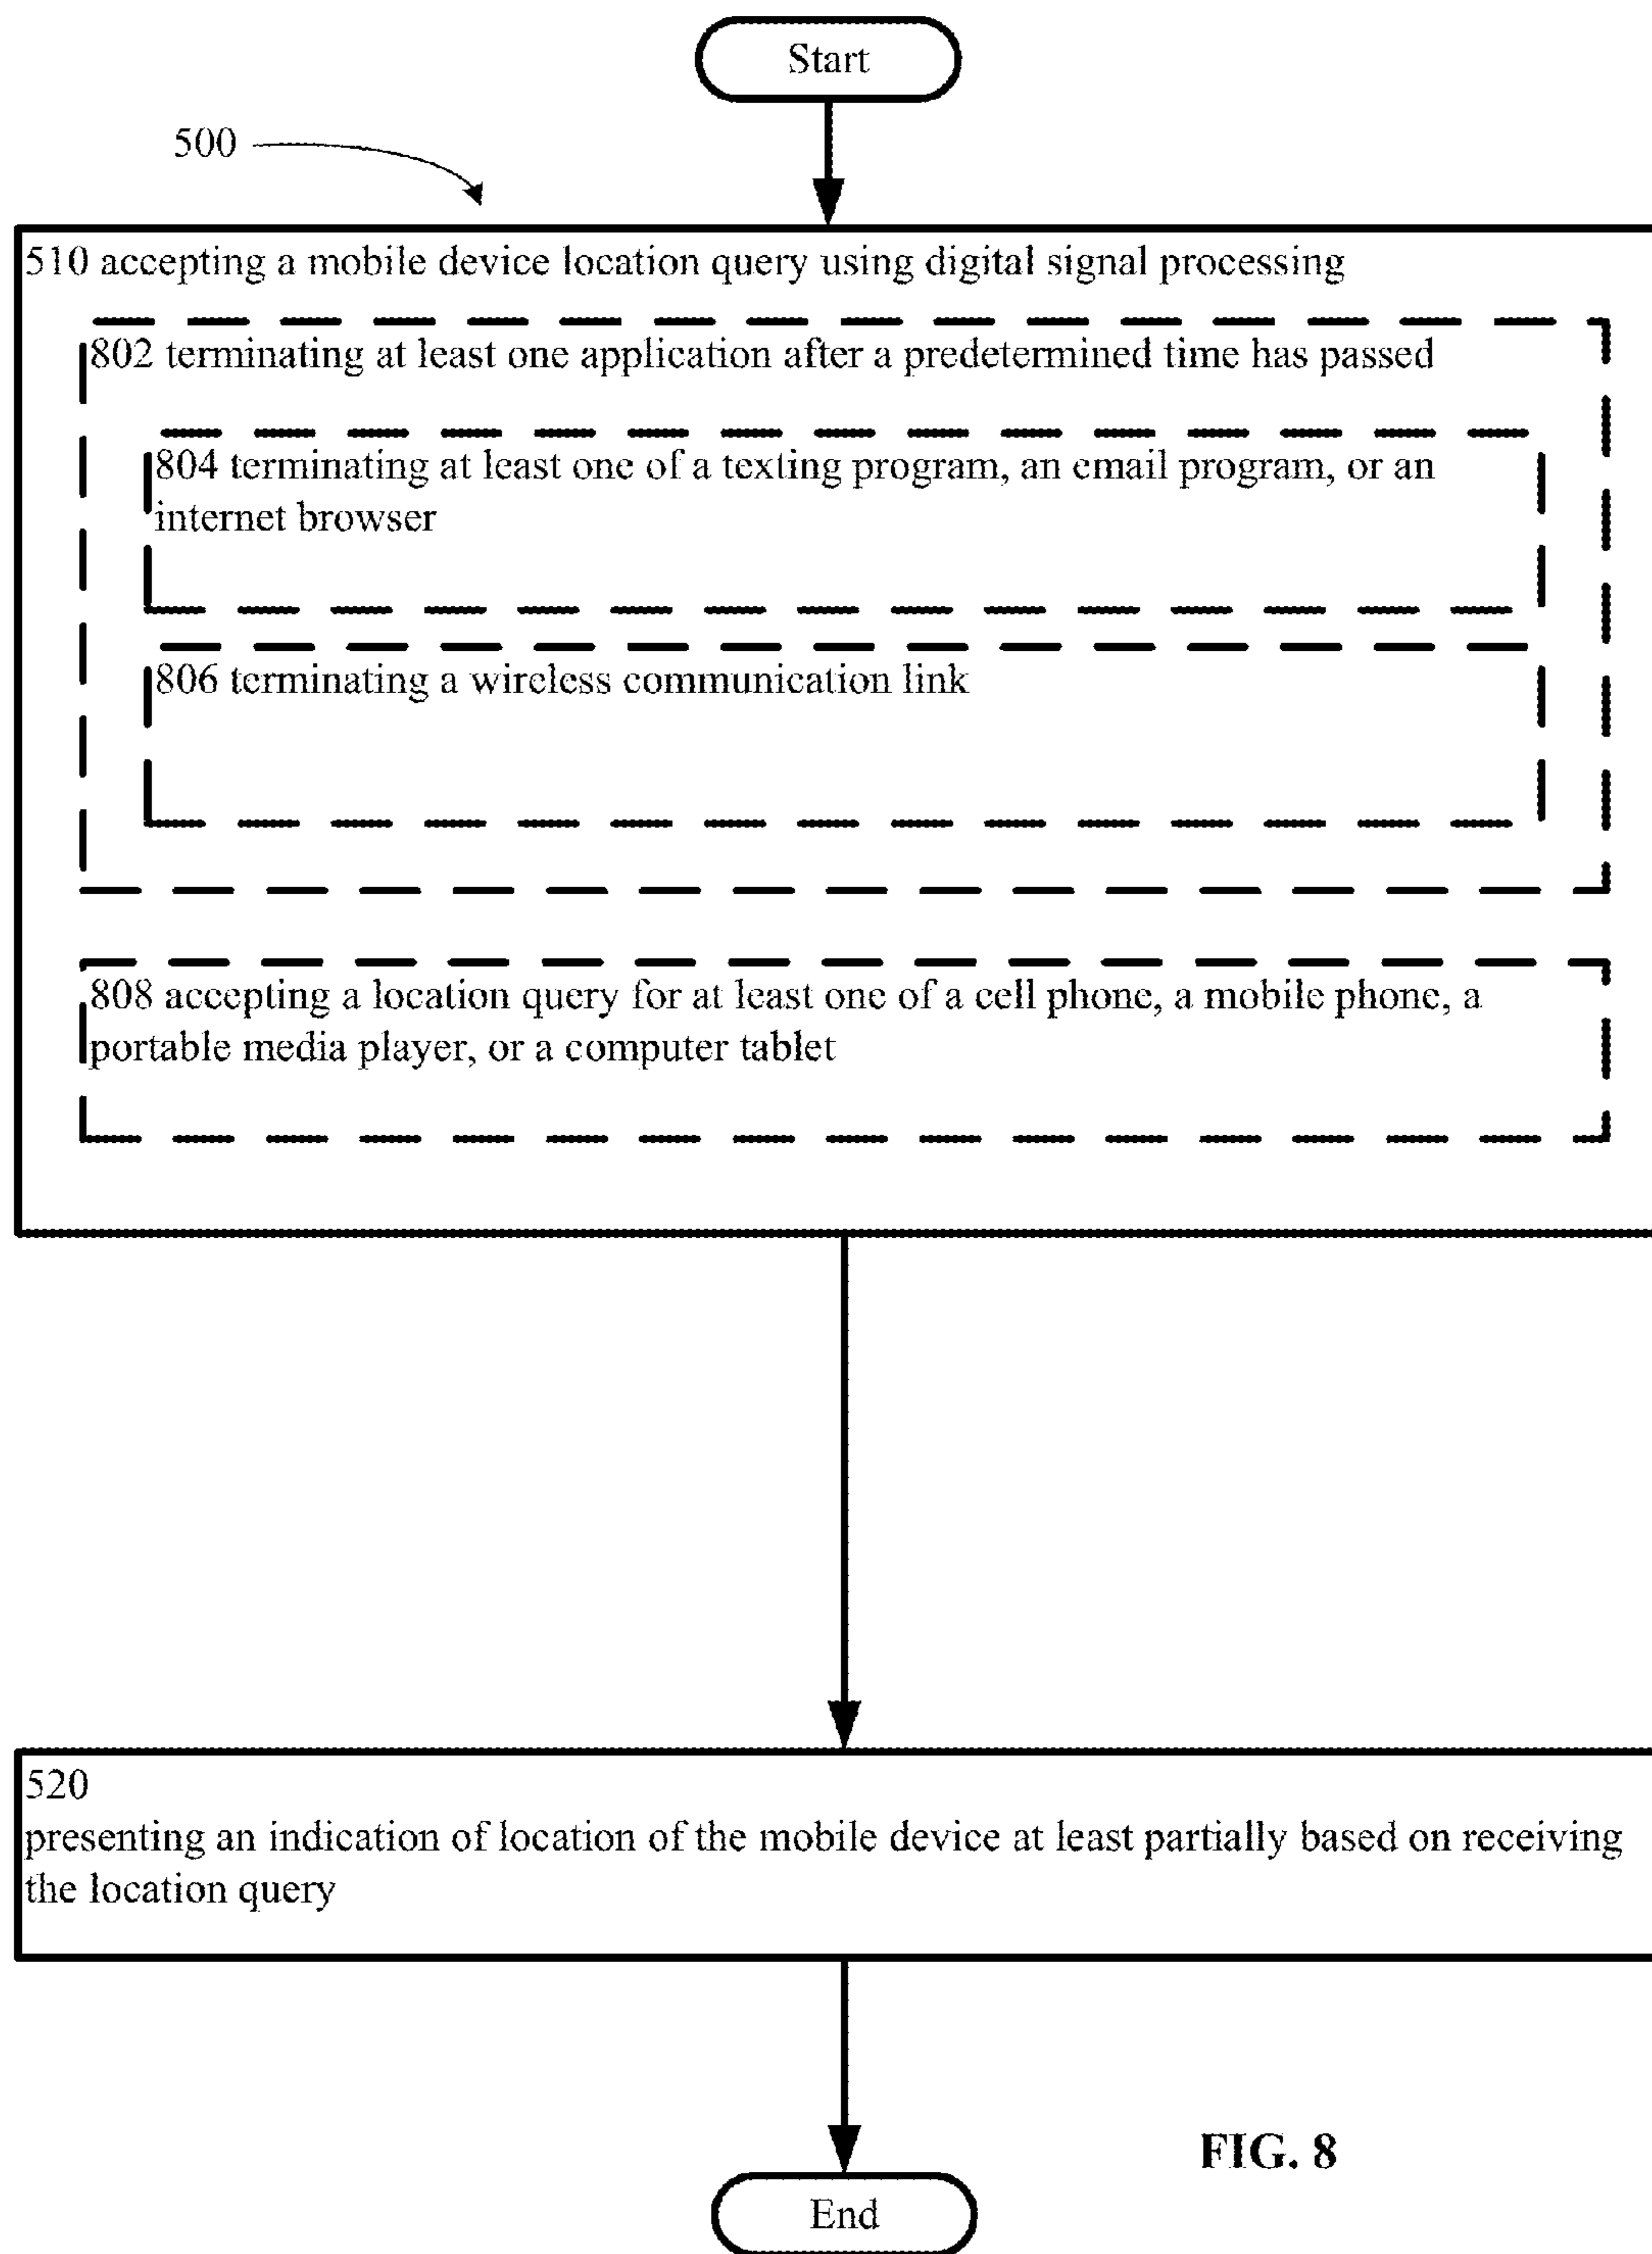 Start
500
510 accepting a mobile device location query using digital signal processing
802 terminating at least one application after a predetermined time has passed
804 terminating at least one of a texting program, an email program, or an
internet browser
806 terminating a wireless communication link
808 accepting a location query for at least one of a cell phone, a mobile phone, a
portable media player, or a computer tablet
520
presenting an indication of location of the mobile device at least partially based on receiving
the location query
FIG. 8
End